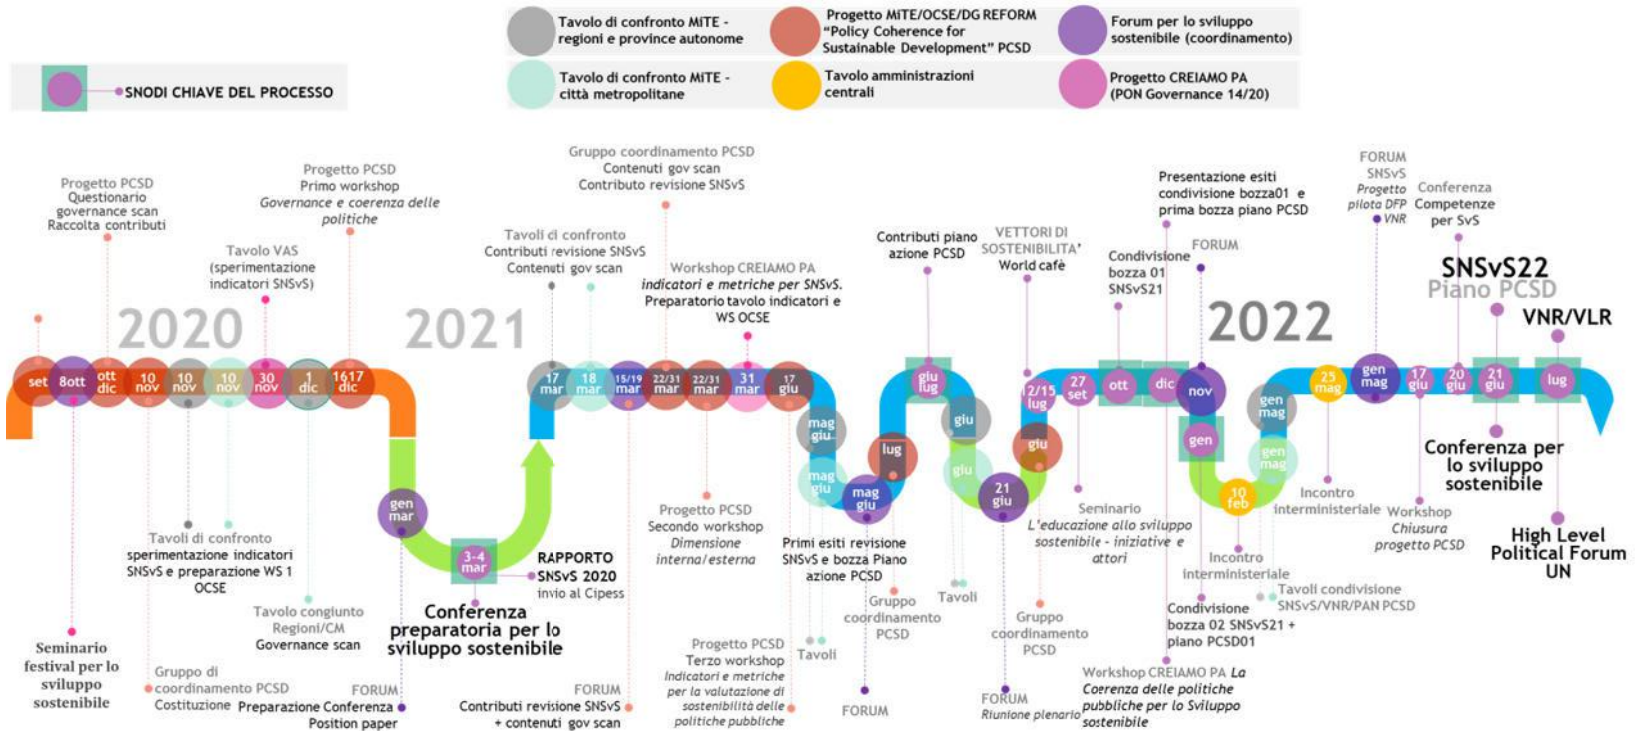 Tavolo di confronto MiTE -
regioni e province autonome
Progetto MiTE/OCSE/DG REFORM
"Policy Coherence for
Sustainable Development" PCSD
Forum per lo sviluppo
sostenibile (coordinamento)
Tavolo di confronto MiTE -
città metropolitane
Tavolo amministrazioni
centrali
Progetto CREIAMO PA
(PON Governance 14/20)
SNODI CHIAVE DEL PROCESSO
Progetto PCSD
Questionario
governance scan
Raccolta contributi
Tavolo VAS
(sperimentazione
indicatori SNSvS)
Progetto PCSD
Primo workshop
Governance e coerenza delle
politiche
Tavoli di confronto
Contributi revisione SNSvS
Contenuti gov scan
Gruppo coordinamento PCSD
Contenuti gov scan
Contributo revisione SNSvS
Workshop CREIAMO PA
indicatori e metriche per SNSvS.
Preparatorio tavolo indicatori e
WS OCSE
Contributi piano
azione PCSD
VETTORI DI
SOSTENIBILITA'
World cafè
Condivisione
bozza 01
SNSvS21
Presentazione esiti
condivisione bozza01 e
prima bozza piano PCSD
FORUM
FORUM
SNSvS
Progetto
pilota DFP
VNR
Conferenza
Competenze
per SvS
SNSvS22
Piano PCSD
VNR/VLR
2020
2021
2022
set
8ott
ott
dic
10
nov
10
nov
10
nov
30
nov
1
dic
1617
dic
gen
mar
3-4
mar
17
mar
18
mar
15/19
mar
22/31
mar
22/31
mar
31
mar
17
giu
mag
giu
mag
giu
mag
giu
lug
giu
lug
giu
giu
21
giu
giu
12/15
lug
27
set
ott
dic
nov
gen
10
feb
gen
mag
gen
mag
25
mag
gen
mag
17
giu
20
giu
21
giu
lug
Seminario
festival per lo
sviluppo
sostenibile
Gruppo di
coordinamento PCSD
Costituzione
Tavoli di confronto
sperimentazione indicatori
SNSvS e preparazione WS 1
OCSE
Tavolo congiunto
Regioni/CM
Governance scan
FORUM
Preparazione Conferenza
Position paper
Conferenza
preparatoria per lo
sviluppo sostenibile
RAPPORTO
SNSvS 2020
invio al Cipess
FORUM
Contributi revisione SNSvS
+ contenuti gov scan
Progetto PCSD
Secondo workshop
Dimensione
interna/esterna
Progetto PCSD
Terzo workshop
Indicatori e metriche
per la valutazione di
sostenibilità delle
politiche pubbliche
Tavoli
Primi esiti revisione
SNSvS e bozza Piano
azione PCSD
FORUM
Gruppo
coordinamento
PCSD
Tavoli
FORUM
Riunione plenario
Gruppo
coordinamento
PCSD
Seminario
L'educazione allo sviluppo
sostenibile - iniziative e
attori
Workshop CREIAMO PA La
Coerenza delle politiche
pubbliche per lo Sviluppo
sostenibile
Condivisione
bozza 02 SNSvS21 +
piano PCSD01
Incontro
interministeriale
Tavoli condivisione
SNSvS/VNR/PAN PCSD
Incontro
interministeriale
Workshop
Chiusura
progetto PCSD
Conferenza per
lo sviluppo
sostenibile
High Level
Political Forum
UN